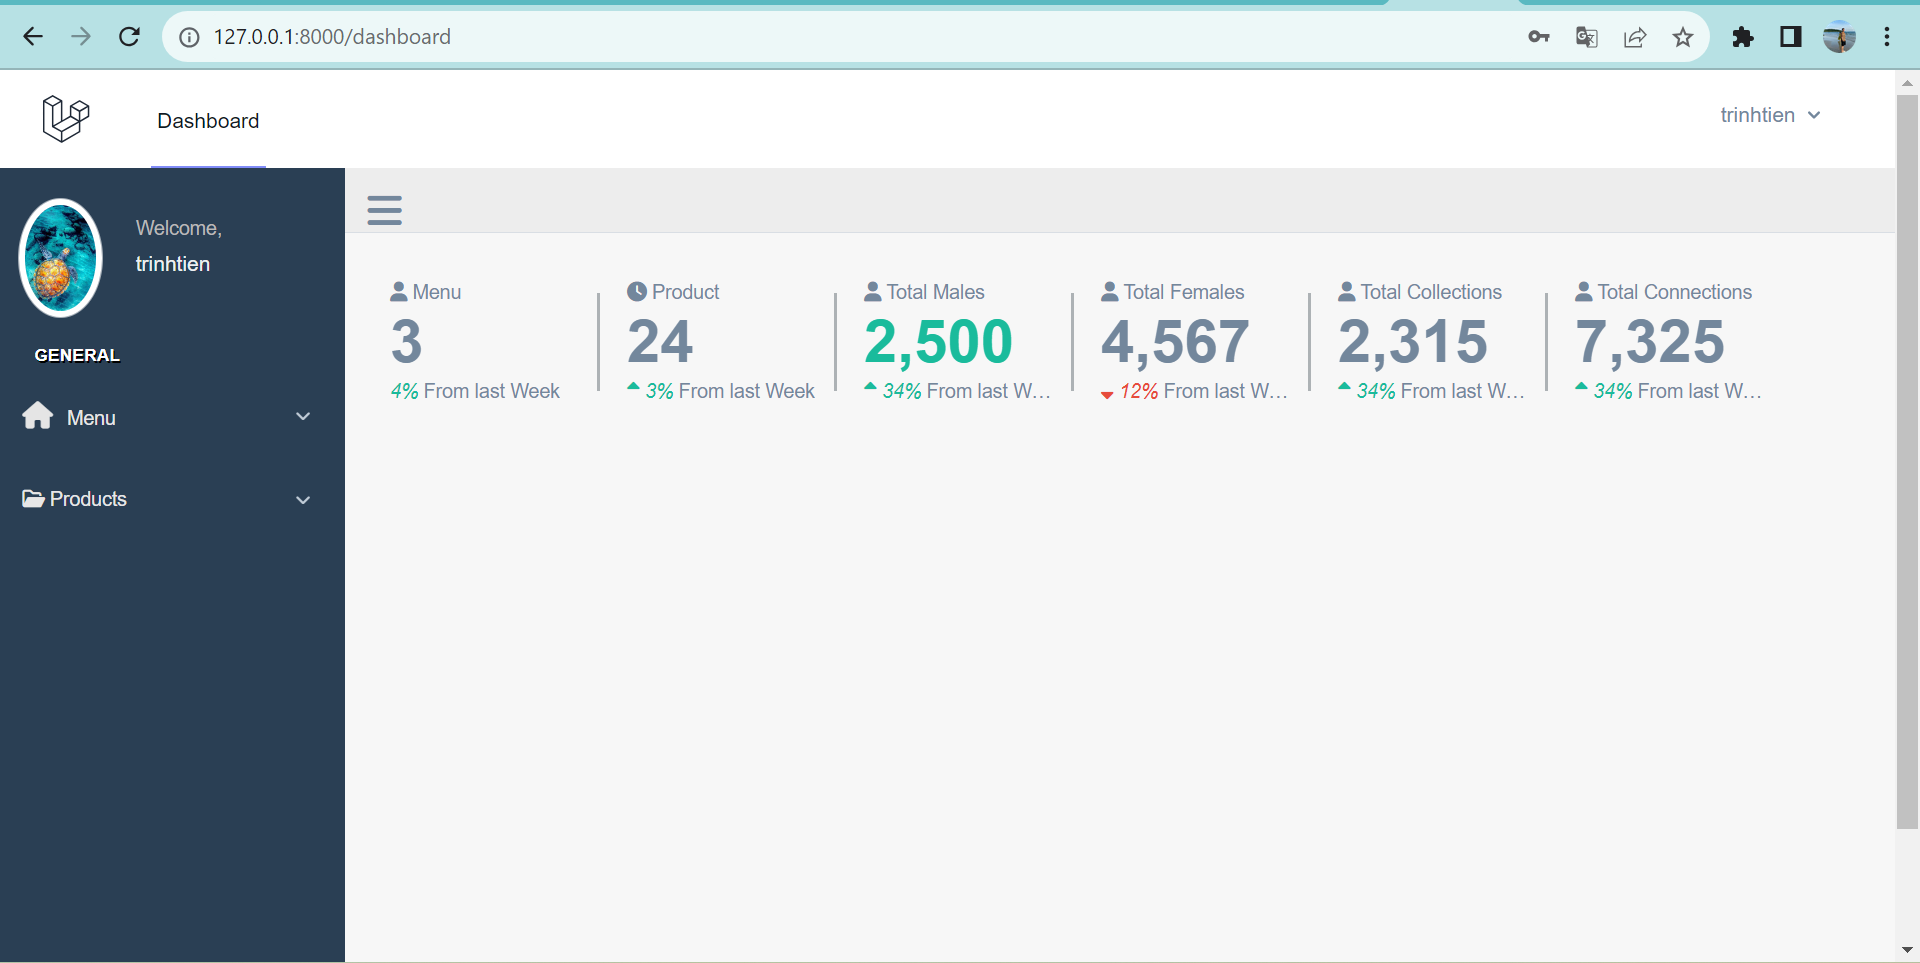 127.0.0.1:8000/dashboard
Dashboard
trinhtien
Welcome,
trinhtien
GENERAL
Menu
Products
Menu
3
4% From last Week
Product
24
3% From last Week
Total Males
2,500
34% From last W...
Total Females
4,567
12% From last W...
Total Collections
2,315
34% From last W...
Total Connections
7,325
34% From last W...